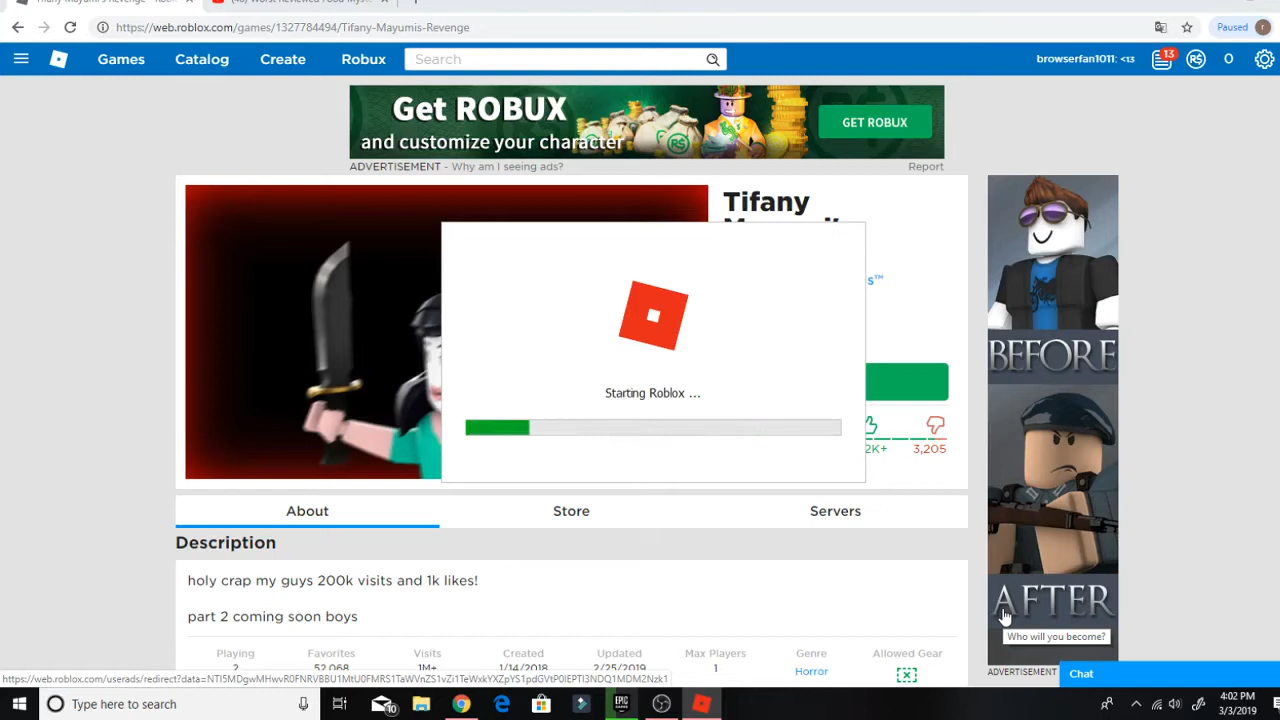 https://web.roblox.com/games/1327784494/Tifany-Mayumis-Revenge
Paused
r
Games
Catalog
Create
Robux
Search
browserfan1011: <13
13
R$
0
Get ROBUX
and customize your character
GET ROBUX
ADVERTISEMENT - Why am I seeing ads?
Report
Tifany
s™
Starting Roblox ...
2K+
3,205
BEFORE
AFTER
Who will you become?
ADVERTISEMENT
About
Store
Servers
Description
holy crap my guys 200k visits and 1k likes!
part 2 coming soon boys
Playing
Favorites
Visits
Created
Updated
Max Players
Genre
Allowed Gear
2
52,068
1M+
1/14/2018
2/25/2019
1
Horror
Chat
Type here to search
10
EPIC
4:02 PM
3/3/2019